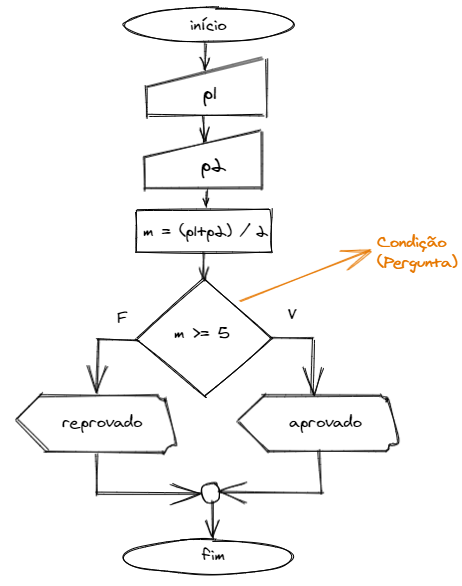 início
p1
p2
m = (p1+p2) / 2
Condição
(Pergunta)
F
V
m >= 5
reprovado
aprovado
fim